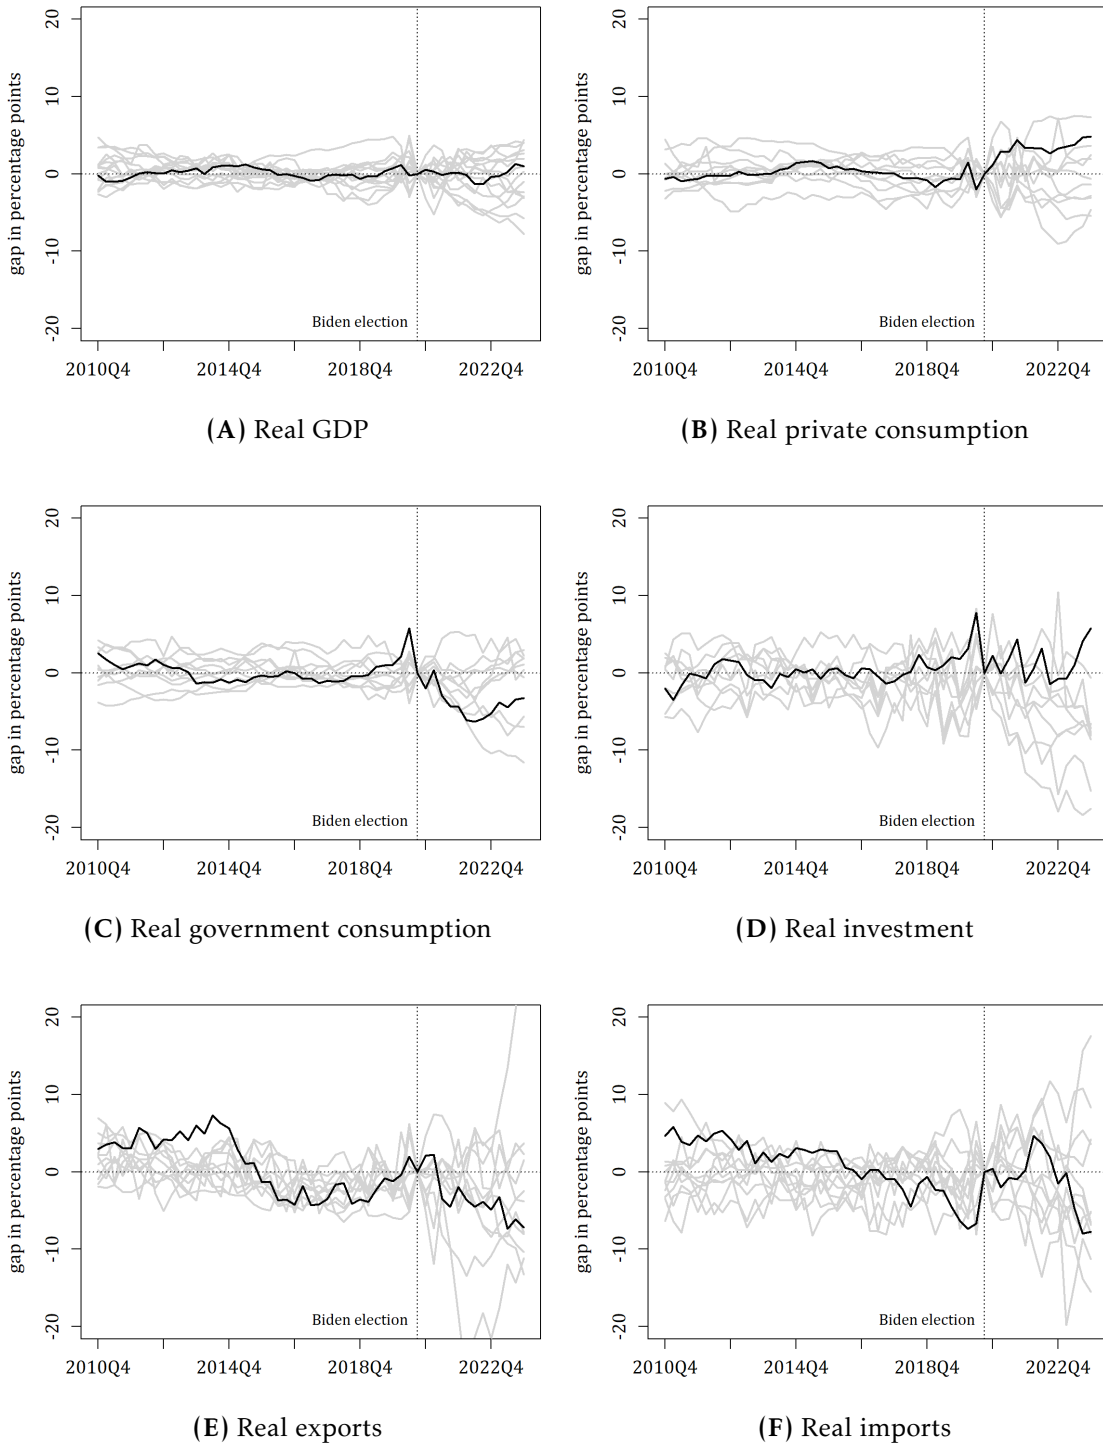 20
10
0
-10
-20
gap in percentage points
Biden election
2010Q4 2014Q4 2018Q4 2022Q4
(A) Real GDP
20
10
0
-10
-20
gap in percentage points
Biden election
2010Q4 2014Q4 2018Q4 2022Q4
(B) Real private consumption
20
10
0
-10
-20
gap in percentage points
Biden election
2010Q4 2014Q4 2018Q4 2022Q4
(C) Real government consumption
20
10
0
-10
-20
gap in percentage points
Biden election
2010Q4 2014Q4 2018Q4 2022Q4
(D) Real investment
20
10
0
-10
-20
gap in percentage points
Biden election
2010Q4 2014Q4 2018Q4 2022Q4
(E) Real exports
20
10
0
-10
-20
gap in percentage points
Biden election
2010Q4 2014Q4 2018Q4 2022Q4
(F) Real imports